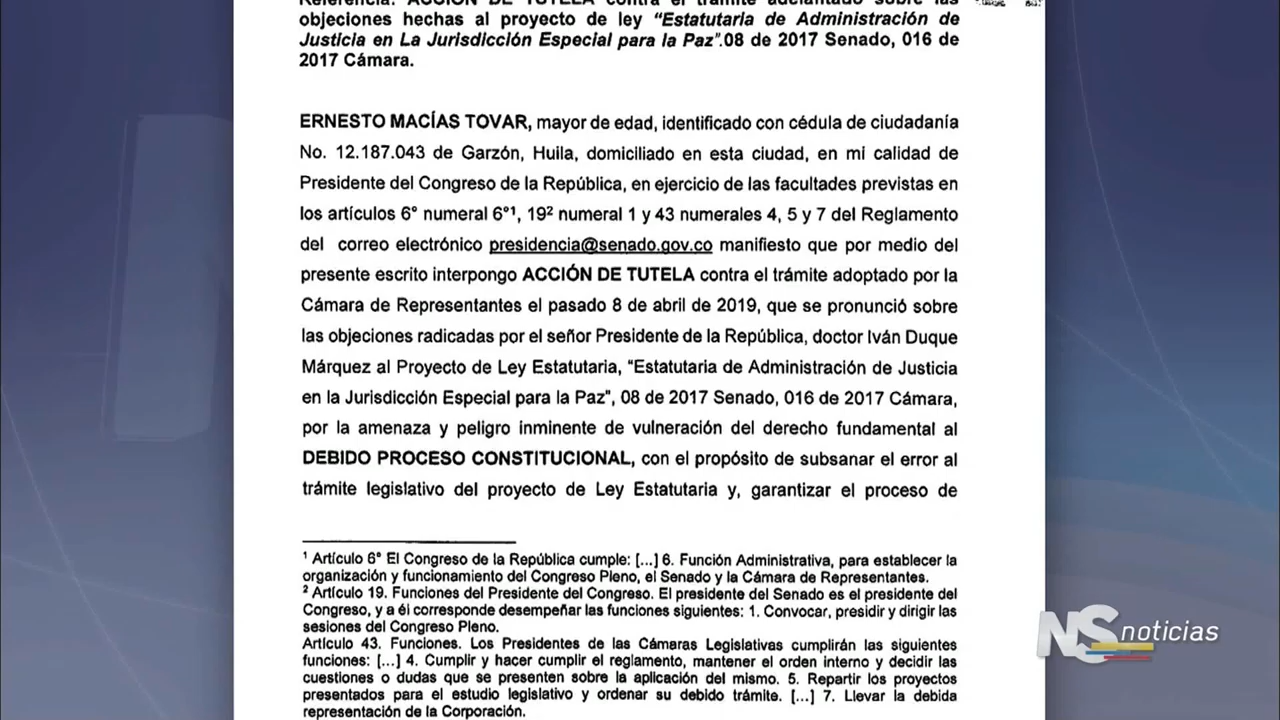 Referencia: ACCIÓN DE TUTELA contra el trámite adelantado sobre las
objeciones hechas al proyecto de ley “Estatutaria de Administración de
Justicia en La Jurisdicción Especial para la Paz”.08 de 2017 Senado, 016 de
2017 Cámara.
ERNESTO MACÍAS TOVAR, mayor de edad, identificado con cédula de ciudadanía
No. 12.187.043 de Garzón, Huila, domiciliado en esta ciudad, en mi calidad de
Presidente del Congreso de la República, en ejercicio de las facultades previstas en
los artículos 6° numeral 6°¹, 19² numeral 1 y 43 numerales 4, 5 y 7 del Reglamento
del correo electrónico presidencia@senado.gov.co manifiesto que por medio del
presente escrito interpongo ACCIÓN DE TUTELA contra el trámite adoptado por la
Cámara de Representantes el pasado 8 de abril de 2019, que se pronunció sobre
las objeciones radicadas por el señor Presidente de la República, doctor Iván Duque
Márquez al Proyecto de Ley Estatutaria, “Estatutaria de Administración de Justicia
en la Jurisdicción Especial para la Paz”, 08 de 2017 Senado, 016 de 2017 Cámara,
por la amenaza y peligro inminente de vulneración del derecho fundamental al
DEBIDO PROCESO CONSTITUCIONAL, con el propósito de subsanar el error al
trámite legislativo del proyecto de Ley Estatutaria y, garantizar el proceso de
¹ Artículo 6° El Congreso de la República cumple: [...] 6. Función Administrativa, para establecer la
organización y funcionamiento del Congreso Pleno, el Senado y la Cámara de Representantes.
² Artículo 19. Funciones del Presidente del Congreso. El presidente del Senado es el presidente del
Congreso, y a él corresponde desempeñar las funciones siguientes: 1. Convocar, presidir y dirigir las
sesiones del Congreso Pleno.
Artículo 43. Funciones. Los Presidentes de las Cámaras Legislativas cumplirán las siguientes
funciones: [...] 4. Cumplir y hacer cumplir el reglamento, mantener el orden interno y decidir las
cuestiones o dudas que se presenten sobre la aplicación del mismo. 5. Repartir los proyectos
presentados para el estudio legislativo y ordenar su debido trámite. [...] 7. Llevar la debida
representación de la Corporación.
NS noticias